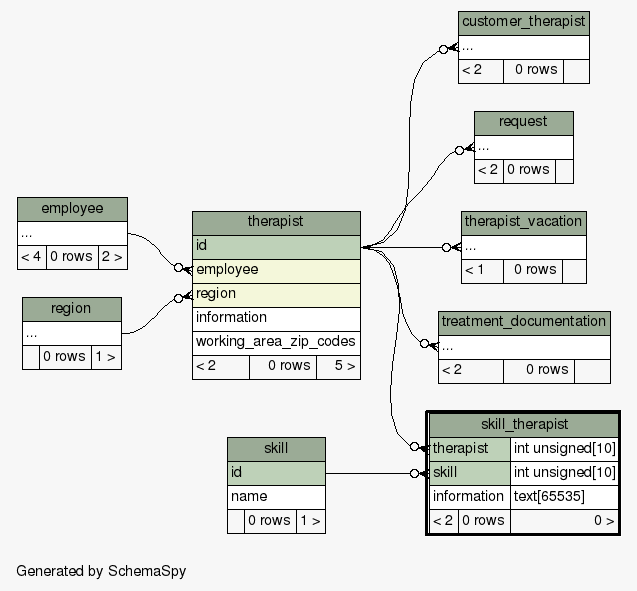 customer_therapist
...
< 2 0 rows
request
...
< 2 0 rows
employee
...
< 4 0 rows 2 >
therapist
id
employee
region
information
working_area_zip_codes
< 2 0 rows 5 >
therapist_vacation
...
< 1 0 rows
region
...
0 rows 1 >
treatment_documentation
...
< 2 0 rows
skill_therapist
therapist int unsigned[10]
skill int unsigned[10]
information text[65535]
< 2 0 rows 0 >
skill
id
name
0 rows 1 >
Generated by SchemaSpy